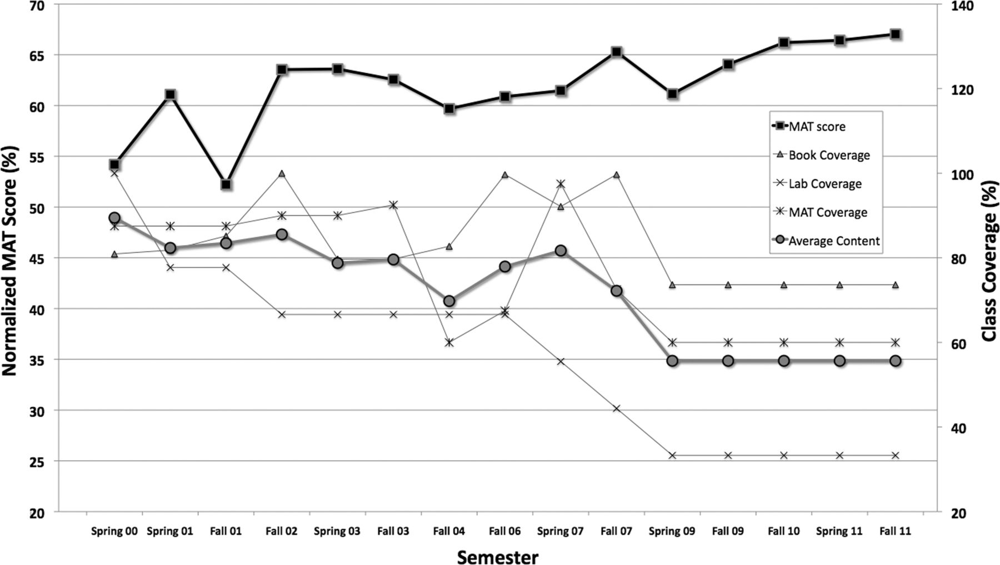 70
65
60
55
50
45
40
35
30
25
20
Normalized MAT Score (%)
140
120
100
80
60
40
20
Class Coverage (%)
MAT score
Book Coverage
Lab Coverage
MAT Coverage
Average Content
Spring 00 Spring 01 Fall 01 Fall 02 Spring 03 Fall 03 Fall 04 Fall 06 Spring 07 Fall 07 Spring 09 Fall 09 Fall 10 Spring 11 Fall 11
Semester